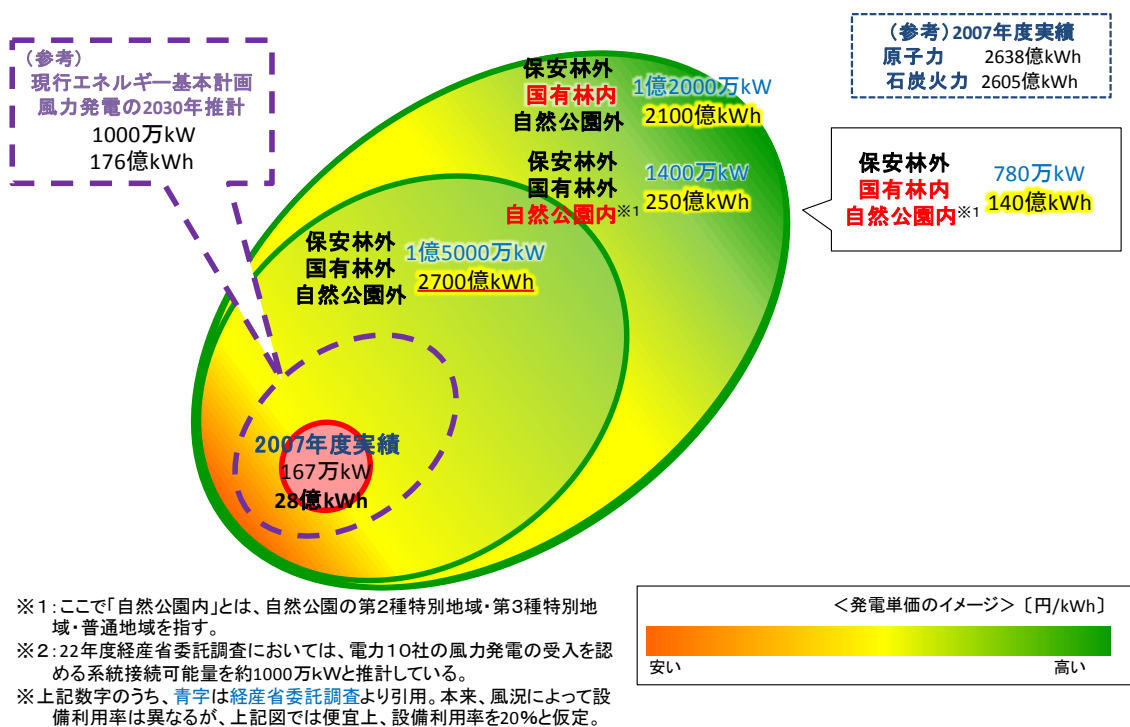 （参考）
現行エネルギー基本計画
風力発電の2030年推計
1000万kW
176億kWh
（参考）2007年度実績
原子力　2638億kWh
石炭火力　2605億kWh
保安林外
国有林内　1億2000万kW
自然公園外　2100億kWh
保安林外
国有林外　1400万kW
自然公園内※1　250億kWh
保安林外
国有林内　780万kW
自然公園内※1　140億kWh
保安林外　1億5000万kW
国有林外　2700億kWh
自然公園外
2007年度実績
167万kW
28億kWh
※１：ここで「自然公園内」とは、自然公園の第２種特別地域・第３種特別地
域・普通地域を指す。
※２：22年度経産省委託調査においては、電力１０社の風力発電の受入を認
める系統接続可能量を約1000万kWと推計している。
※上記数字のうち、青字は経産省委託調査より引用。本来、風況によって設
備利用率は異なるが、上記図では便宜上、設備利用率を20％と仮定。
＜発電単価のイメージ＞〔円/kWh〕
安い　高い